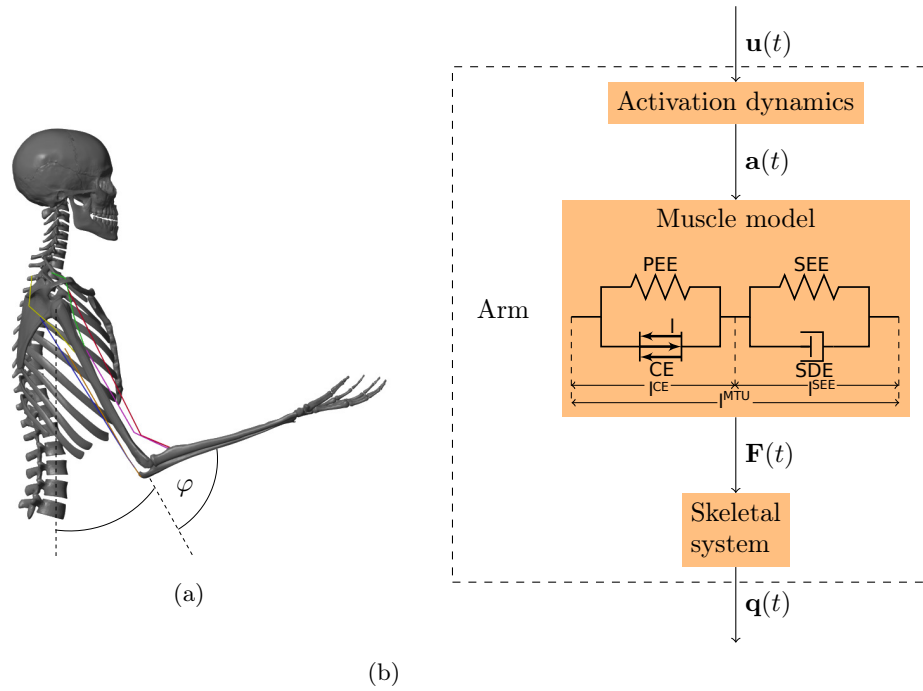 φ
(a)
u(t)
Activation dynamics
a(t)
Muscle model
PEE
SEE
l
CE
SDE
l^CE
l^SEE
l^MTU
Arm
F(t)
Skeletal
system
q(t)
(b)